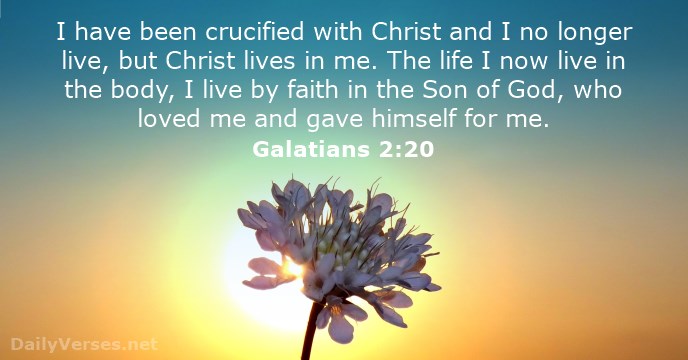 I have been crucified with Christ and I no longer
live, but Christ lives in me. The life I now live in
the body, I live by faith in the Son of God, who
loved me and gave himself for me.
Galatians 2:20
DailyVerses.net